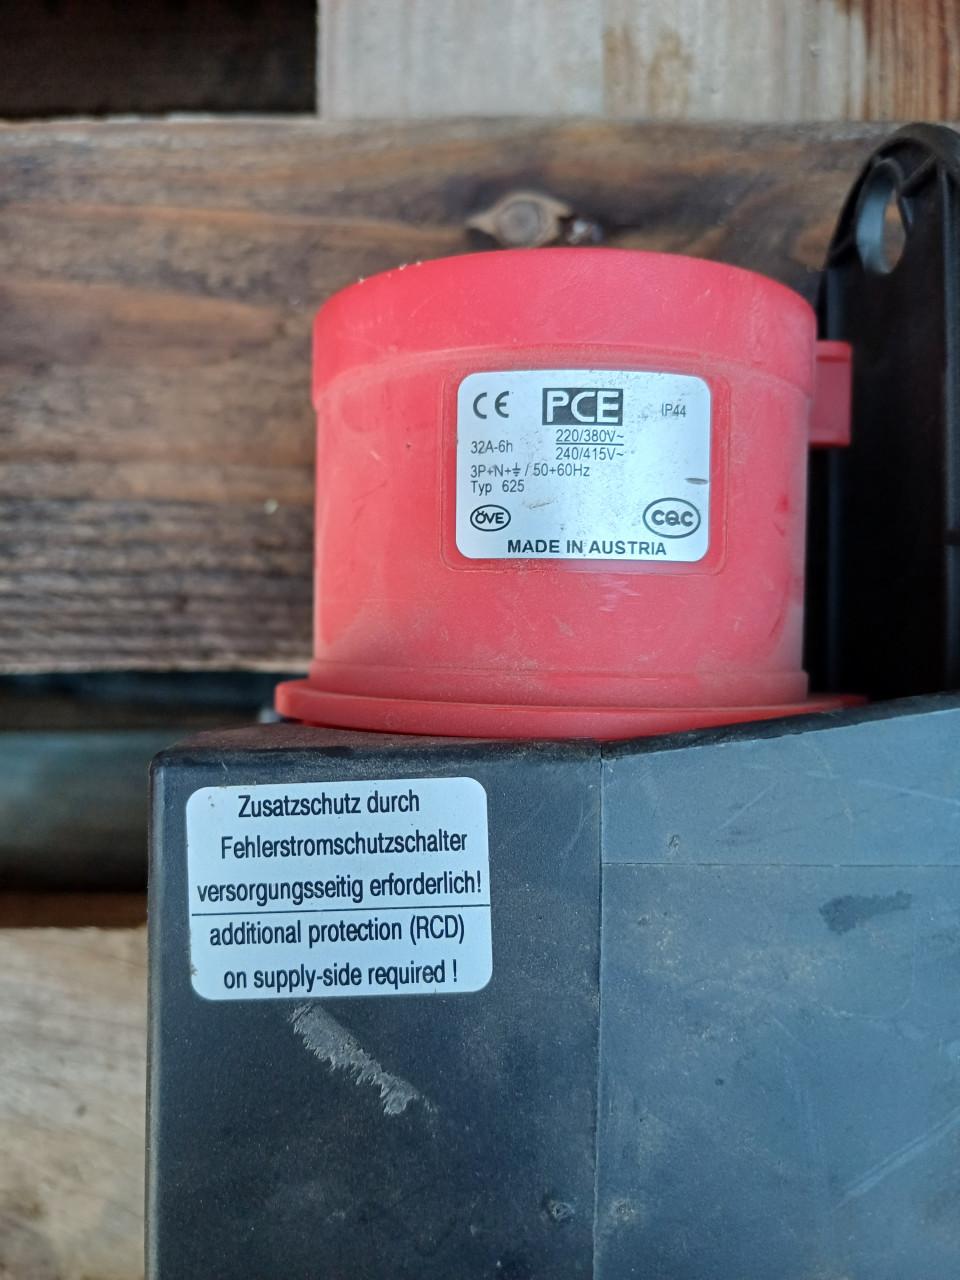 CE PCE IP44
32A-6h 220/380V~
240/415V~
3P+N+⏚ / 50+60Hz
Typ 625
ÖVE CQC
MADE IN AUSTRIA
Zusatzschutz durch
Fehlerstromschutzschalter
versorgungsseitig erforderlich!
additional protection (RCD)
on supply-side required !